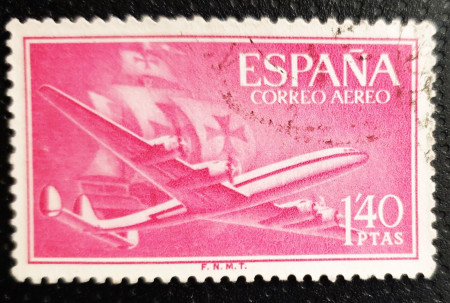 ESPAÑA
CORREO AEREO
1'40
PTAS
F.N.M.T.